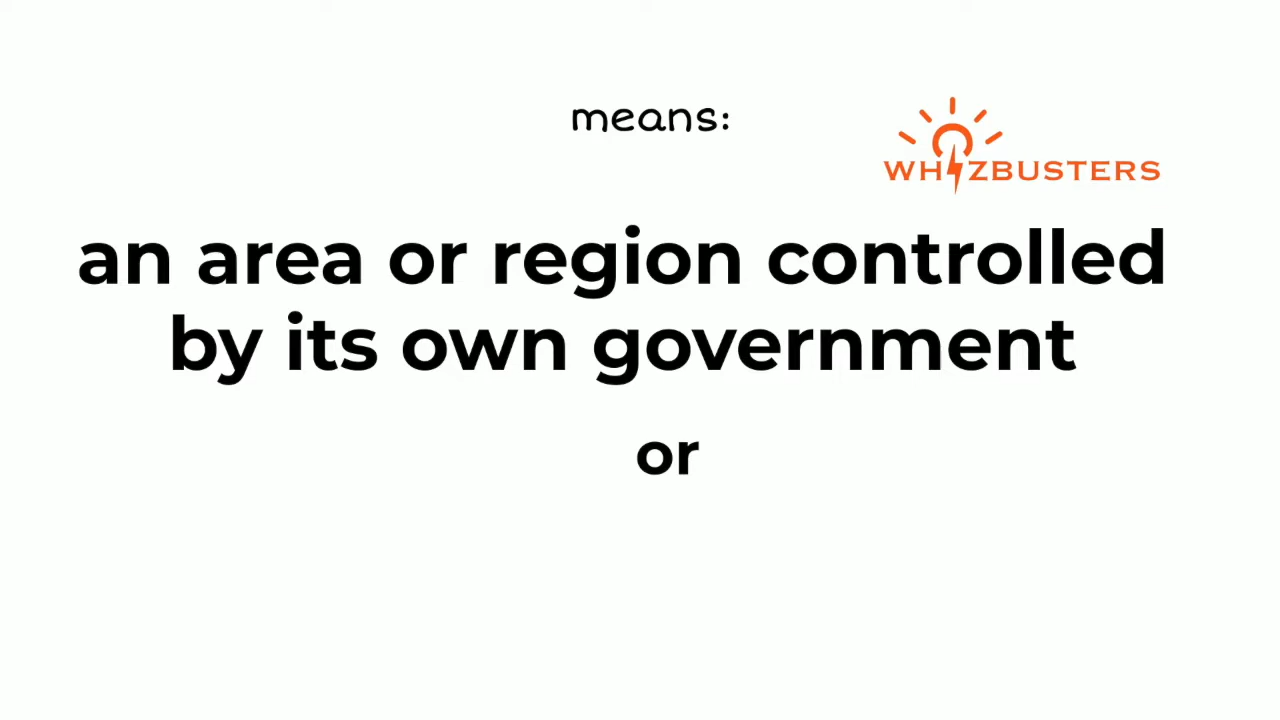 means:
WHIZBUSTERS
an area or region controlled
by its own government
or